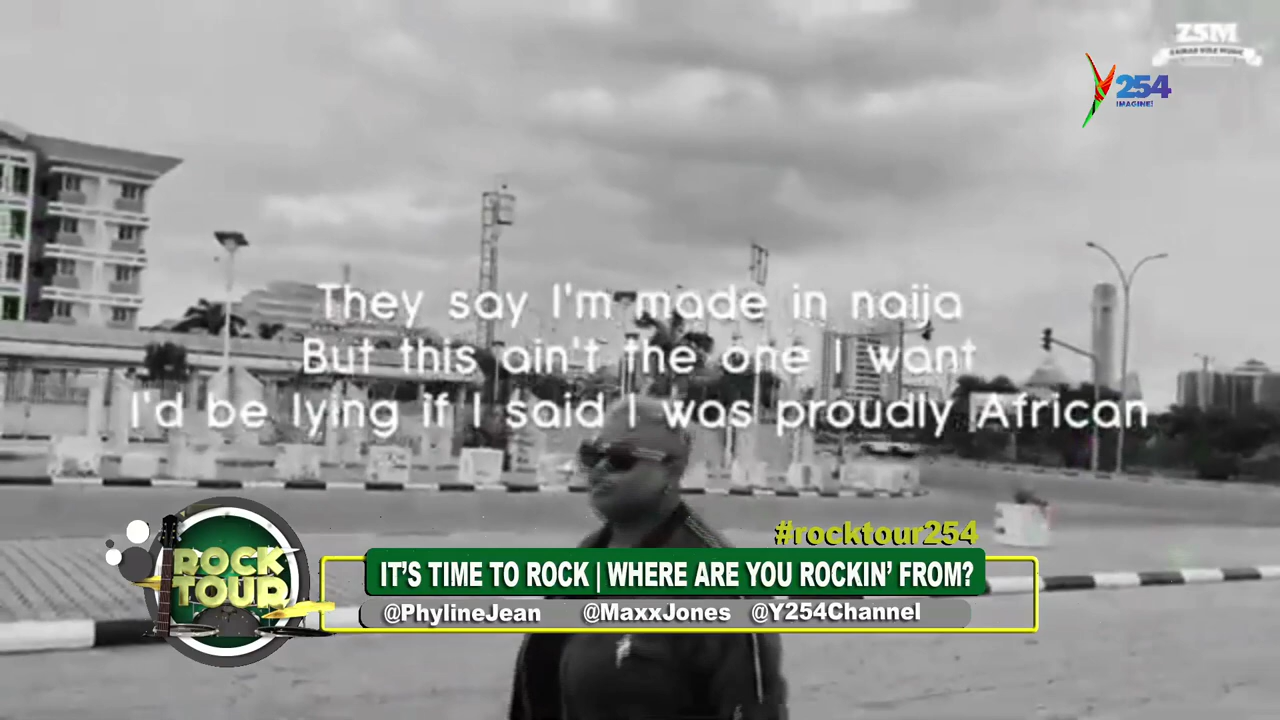 ZSM
254
IMAGINE!
They say I'm made in naija
But this ain't the one I want
I'd be lying if I said I was proudly African
#rocktour254
ROCK
TOUR
IT'S TIME TO ROCK | WHERE ARE YOU ROCKIN' FROM?
@PhylineJean @MaxxJones @Y254Channel